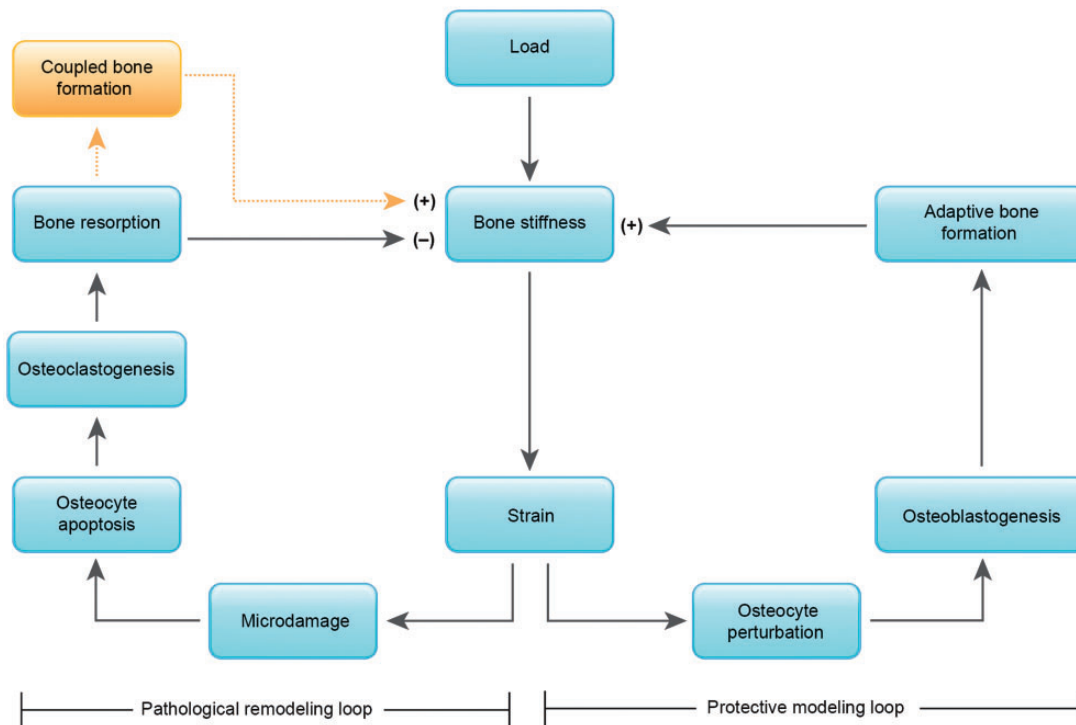 Coupled bone
formation
Load
(+)
Bone resorption
Bone stiffness
(+)
Adaptive bone
formation
(–)
Osteoclastogenesis
Osteocyte
apoptosis
Strain
Osteoblastogenesis
Microdamage
Osteocyte
perturbation
Pathological remodeling loop
Protective modeling loop